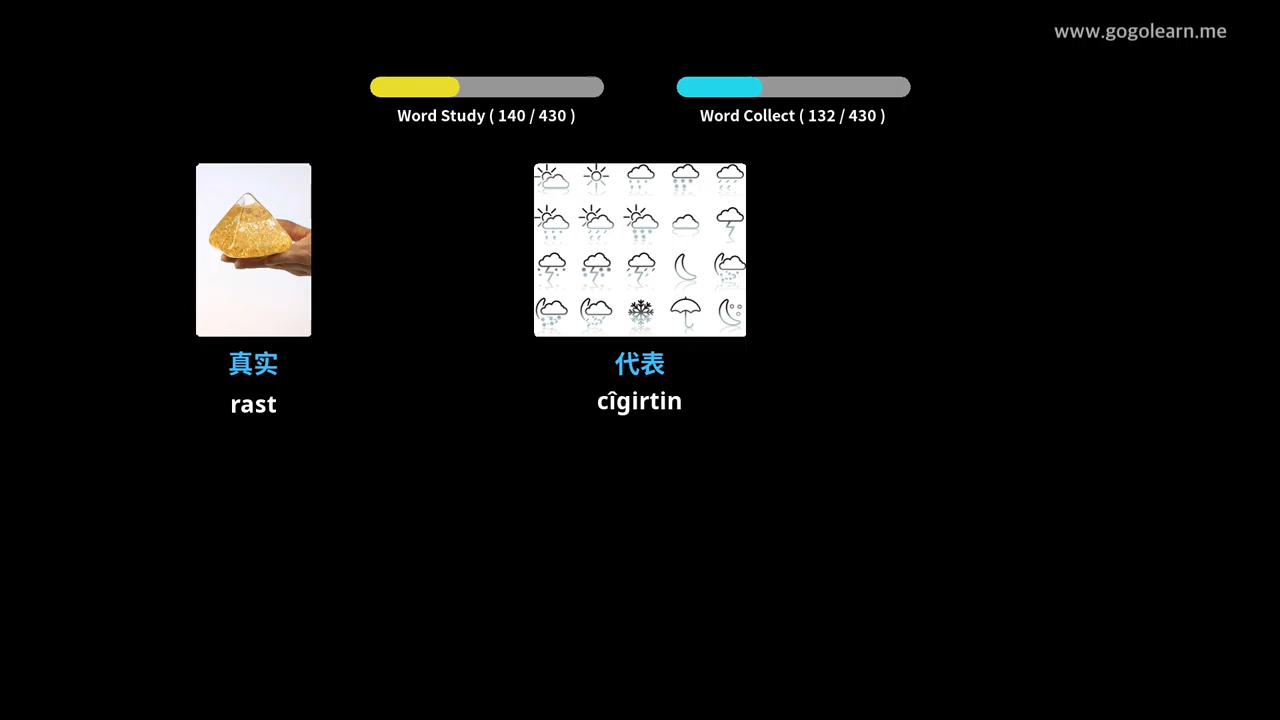 www.gogolearn.me
Word Study ( 140 / 430 )
Word Collect ( 132 / 430 )
真实
代表
rast
cîgirtin